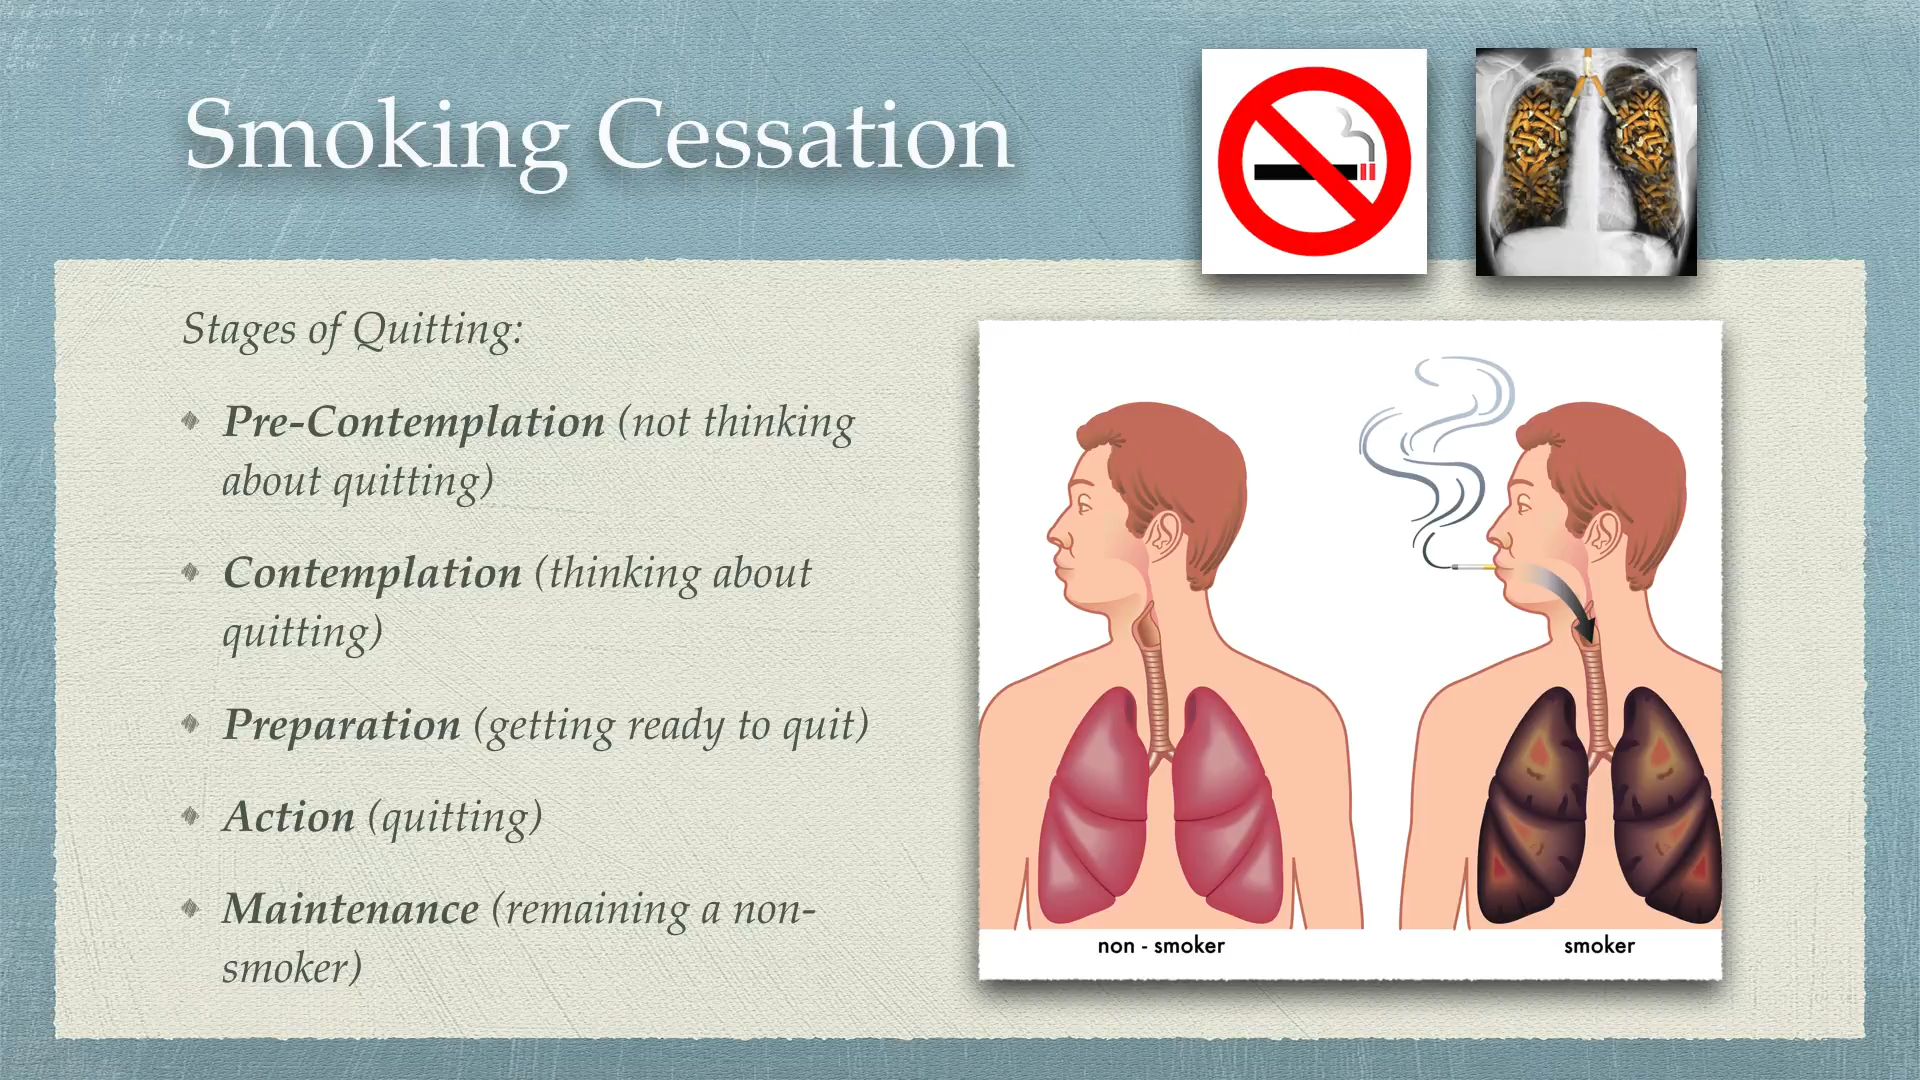 Smoking Cessation
Stages of Quitting:
Pre-Contemplation (not thinking
about quitting)
Contemplation (thinking about
quitting)
Preparation (getting ready to quit)
Action (quitting)
Maintenance (remaining a non-
smoker)
non - smoker
smoker